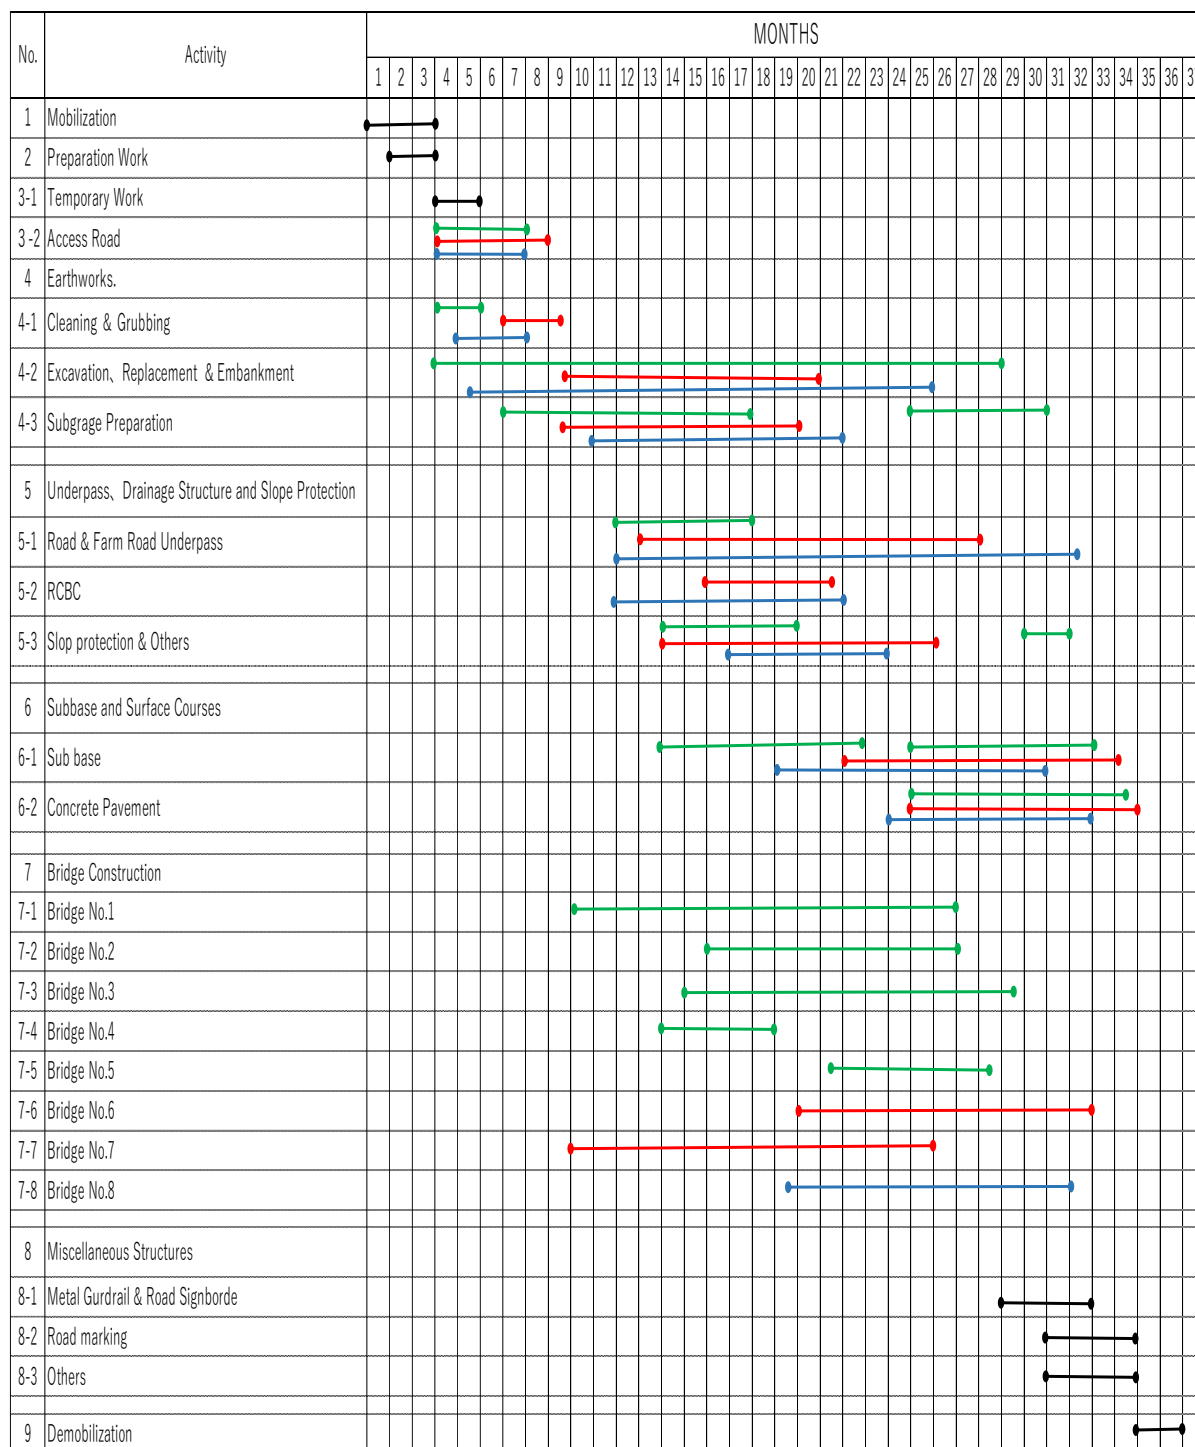 No. Activity MONTHS
1 2 3 4 5 6 7 8 9 10 11 12 13 14 15 16 17 18 19 20 21 22 23 24 25 26 27 28 29 30 31 32 33 34 35 36
1 Mobilization
2 Preparation Work
3-1 Temporary Work
3-2 Access Road
4 Earthworks.
4-1 Cleaning & Grubbing
4-2 Excavation、Replacement & Embankment
4-3 Subgrage Preparation
5 Underpass、Drainage Structure and Slope Protection
5-1 Road & Farm Road Underpass
5-2 RCBC
5-3 Slop protection & Others
6 Subbase and Surface Courses
6-1 Sub base
6-2 Concrete Pavement
7 Bridge Construction
7-1 Bridge No.1
7-2 Bridge No.2
7-3 Bridge No.3
7-4 Bridge No.4
7-5 Bridge No.5
7-6 Bridge No.6
7-7 Bridge No.7
7-8 Bridge No.8
8 Miscellaneous Structures
8-1 Metal Gurdrail & Road Signborde
8-2 Road marking
8-3 Others
9 Demobilization